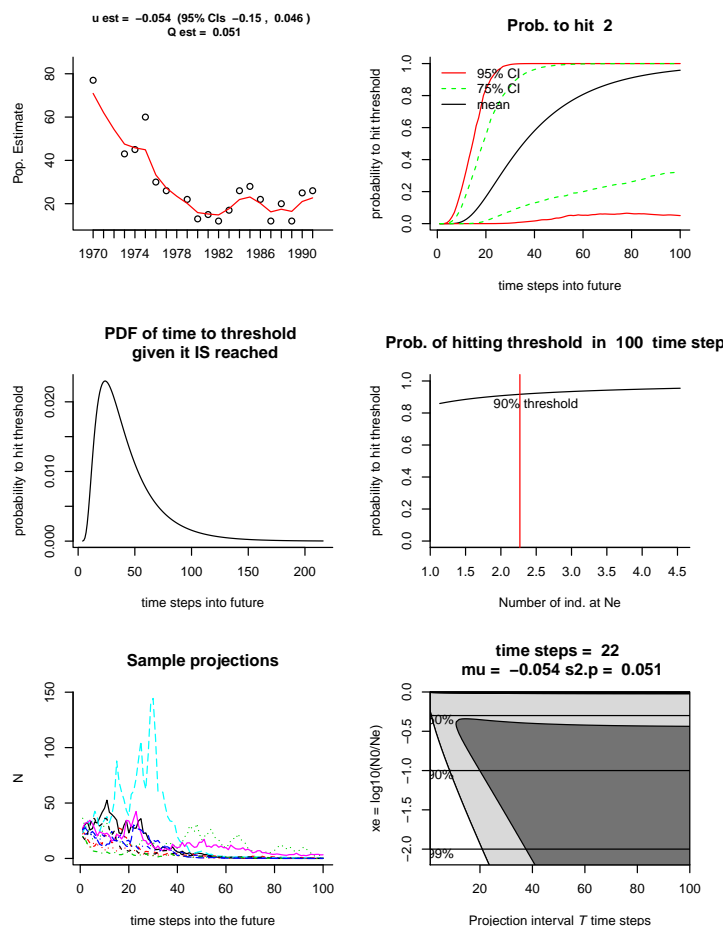 u est = −0.054 (95% CIs −0.15 , 0.046 )
Q est = 0.051
Pop. Estimate
80
60
40
20
1970 1974 1978 1982 1986 1990
Prob. to hit 2
probability to hit threshold
1.0
0.8
0.6
0.4
0.2
0.0
95% CI
75% CI
mean
0 20 40 60 80 100
time steps into future
PDF of time to threshold
given it IS reached
probability to hit threshold
0.020
0.010
0.000
0 50 100 150 200
time steps into future
Prob. of hitting threshold in 100 time step
probability to hit threshold
1.0
0.8
0.6
0.4
0.2
0.0
90% threshold
1.0 1.5 2.0 2.5 3.0 3.5 4.0 4.5
Number of ind. at Ne
Sample projections
N
150
100
50
0
0 20 40 60 80 100
time steps into the future
time steps = 22
mu = −0.054 s2.p = 0.051
xe = log10(N0/Ne)
0.0
−0.5
−1.0
−1.5
−2.0
90%
99%
20 40 60 80 100
Projection interval T time steps